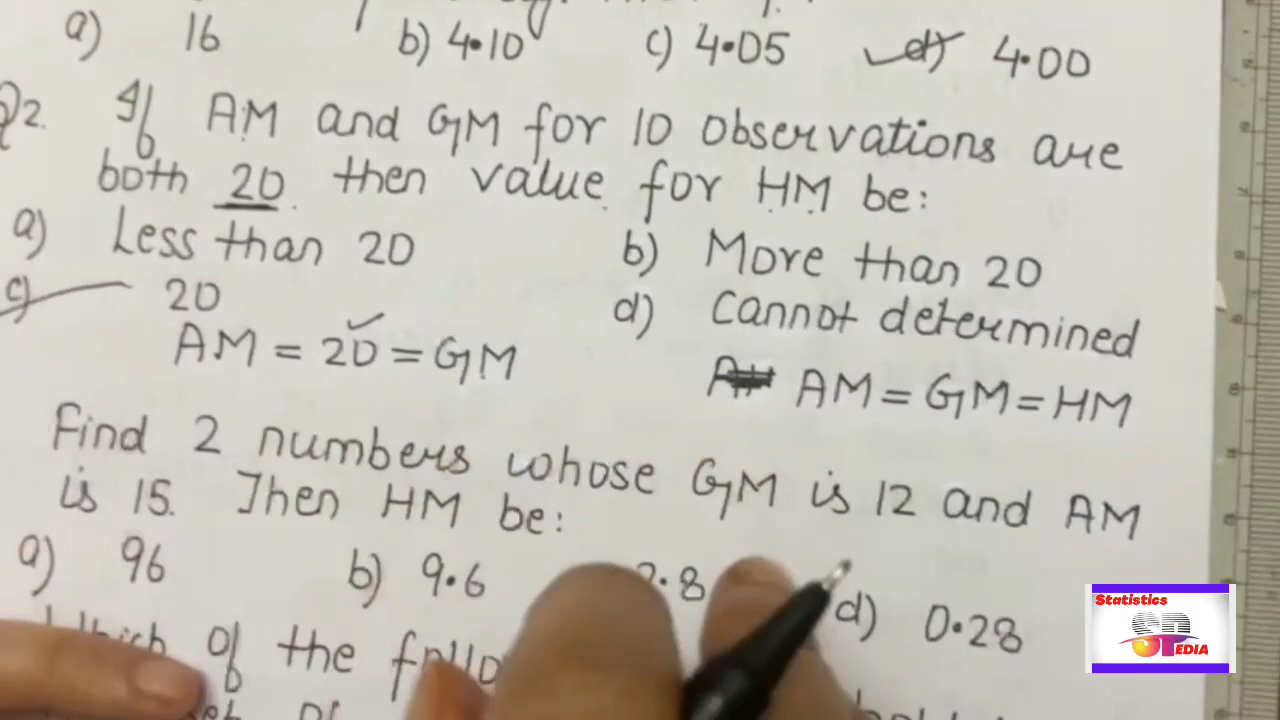 a) 16 b) 4.10 c) 4.05 d) 4.00
Q2. If AM and GM for 10 observations are
both 20 then value for HM be:
a) Less than 20 b) More than 20
c) 20 d) Cannot determined
AM = 20 = GM AM = GM = HM
Find 2 numbers whose GM is 12 and AM
is 15. Then HM be:
a) 96 b) 9.6 d) 0.28
of the
Statistics
EDIA